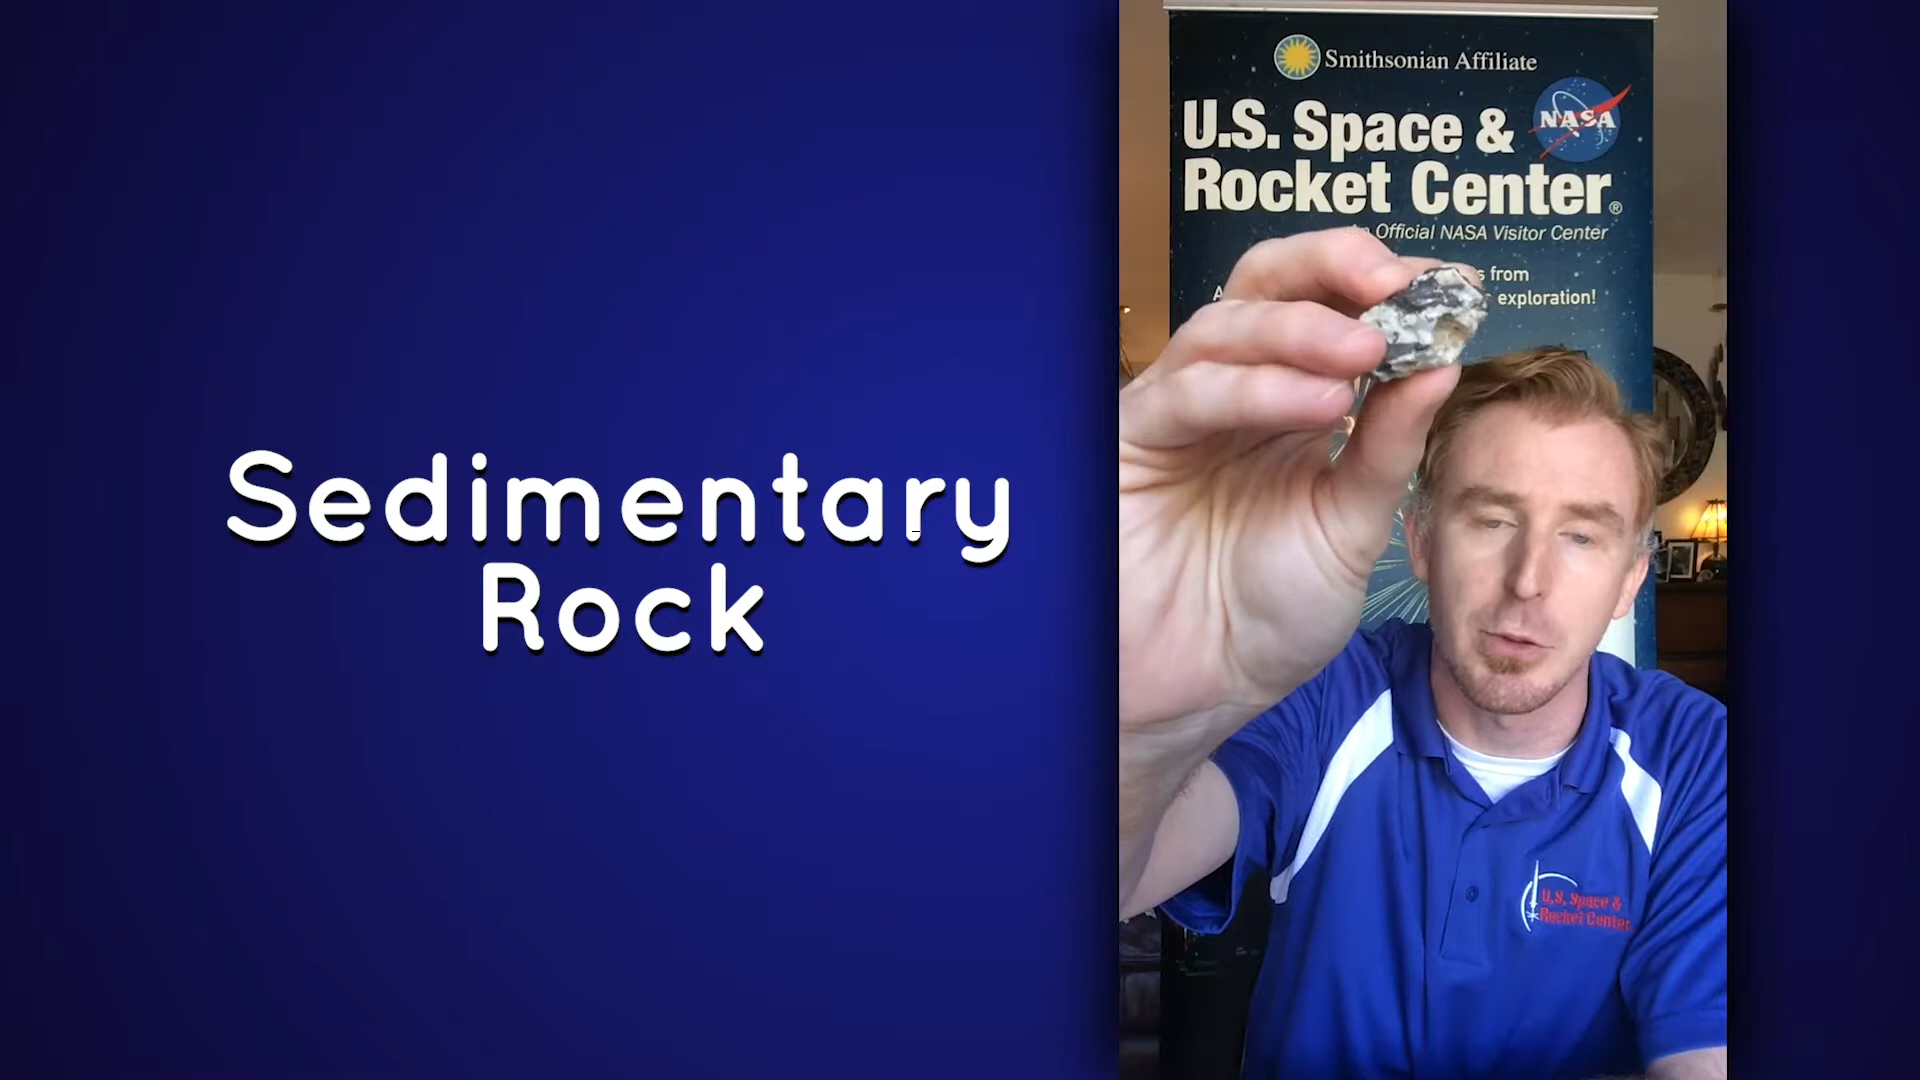 Sedimentary
Rock
Smithsonian Affiliate
U.S. Space &
NASA
Rocket Center®
Official NASA Visitor Center
from
exploration!
U.S. Space &
Rocket Center